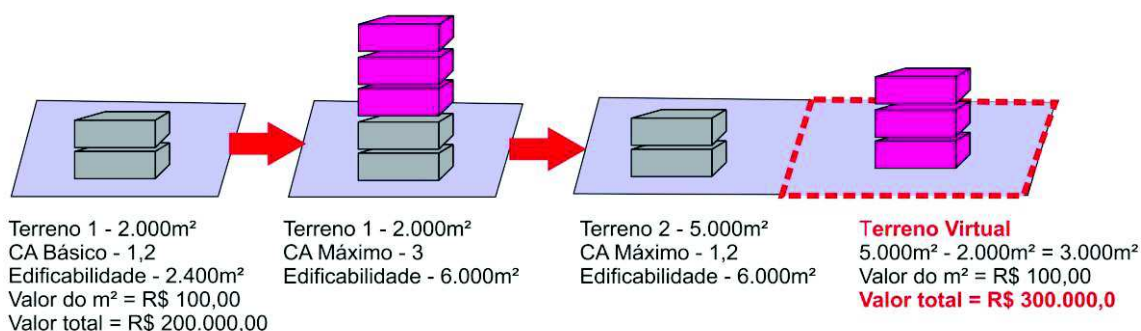 Terreno 1 - 2.000m²
CA Básico - 1,2
Edificabilidade - 2.400m²
Valor do m² = R$ 100,00
Valor total = R$ 200.000.00
Terreno 1 - 2.000m²
CA Máximo - 3
Edificabilidade - 6.000m²
Terreno 2 - 5.000m²
CA Máximo - 1,2
Edificabilidade - 6.000m²
Terreno Virtual
5.000m² - 2.000m² = 3.000m²
Valor do m² = R$ 100,00
Valor total = R$ 300.000,0